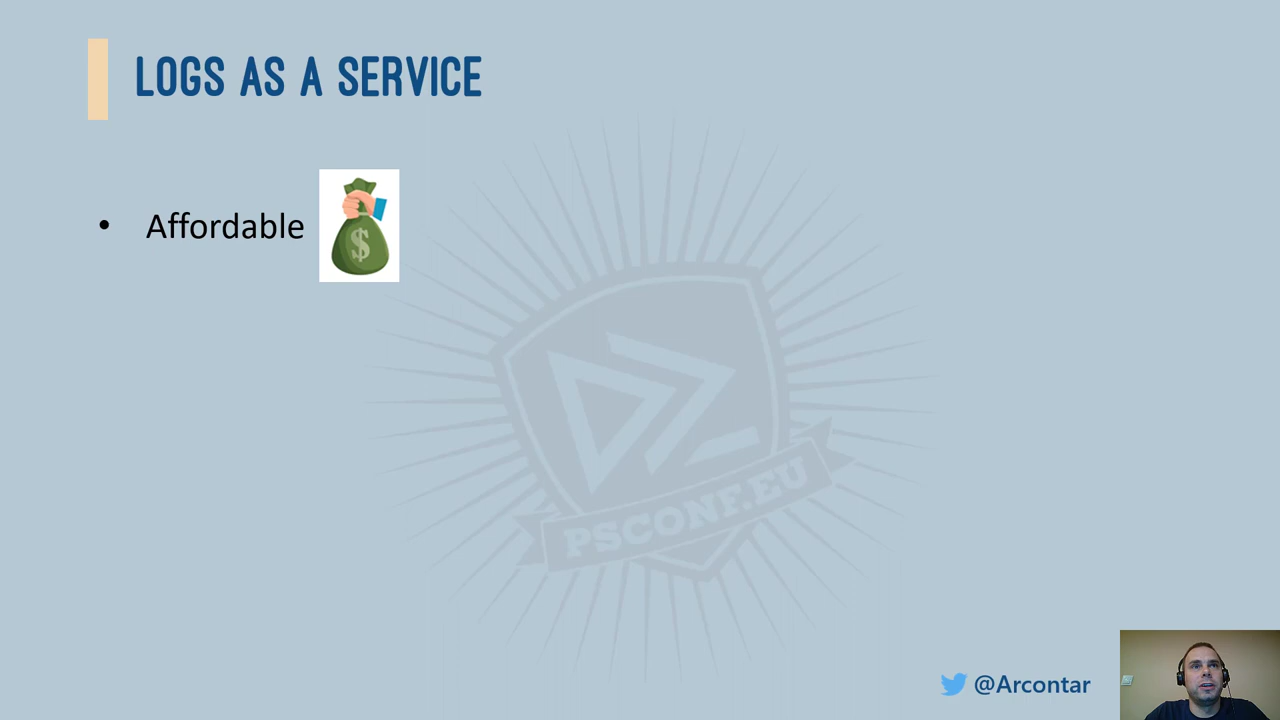 LOGS AS A SERVICE
• Affordable
$
PSCONF.EU
@Arcontar